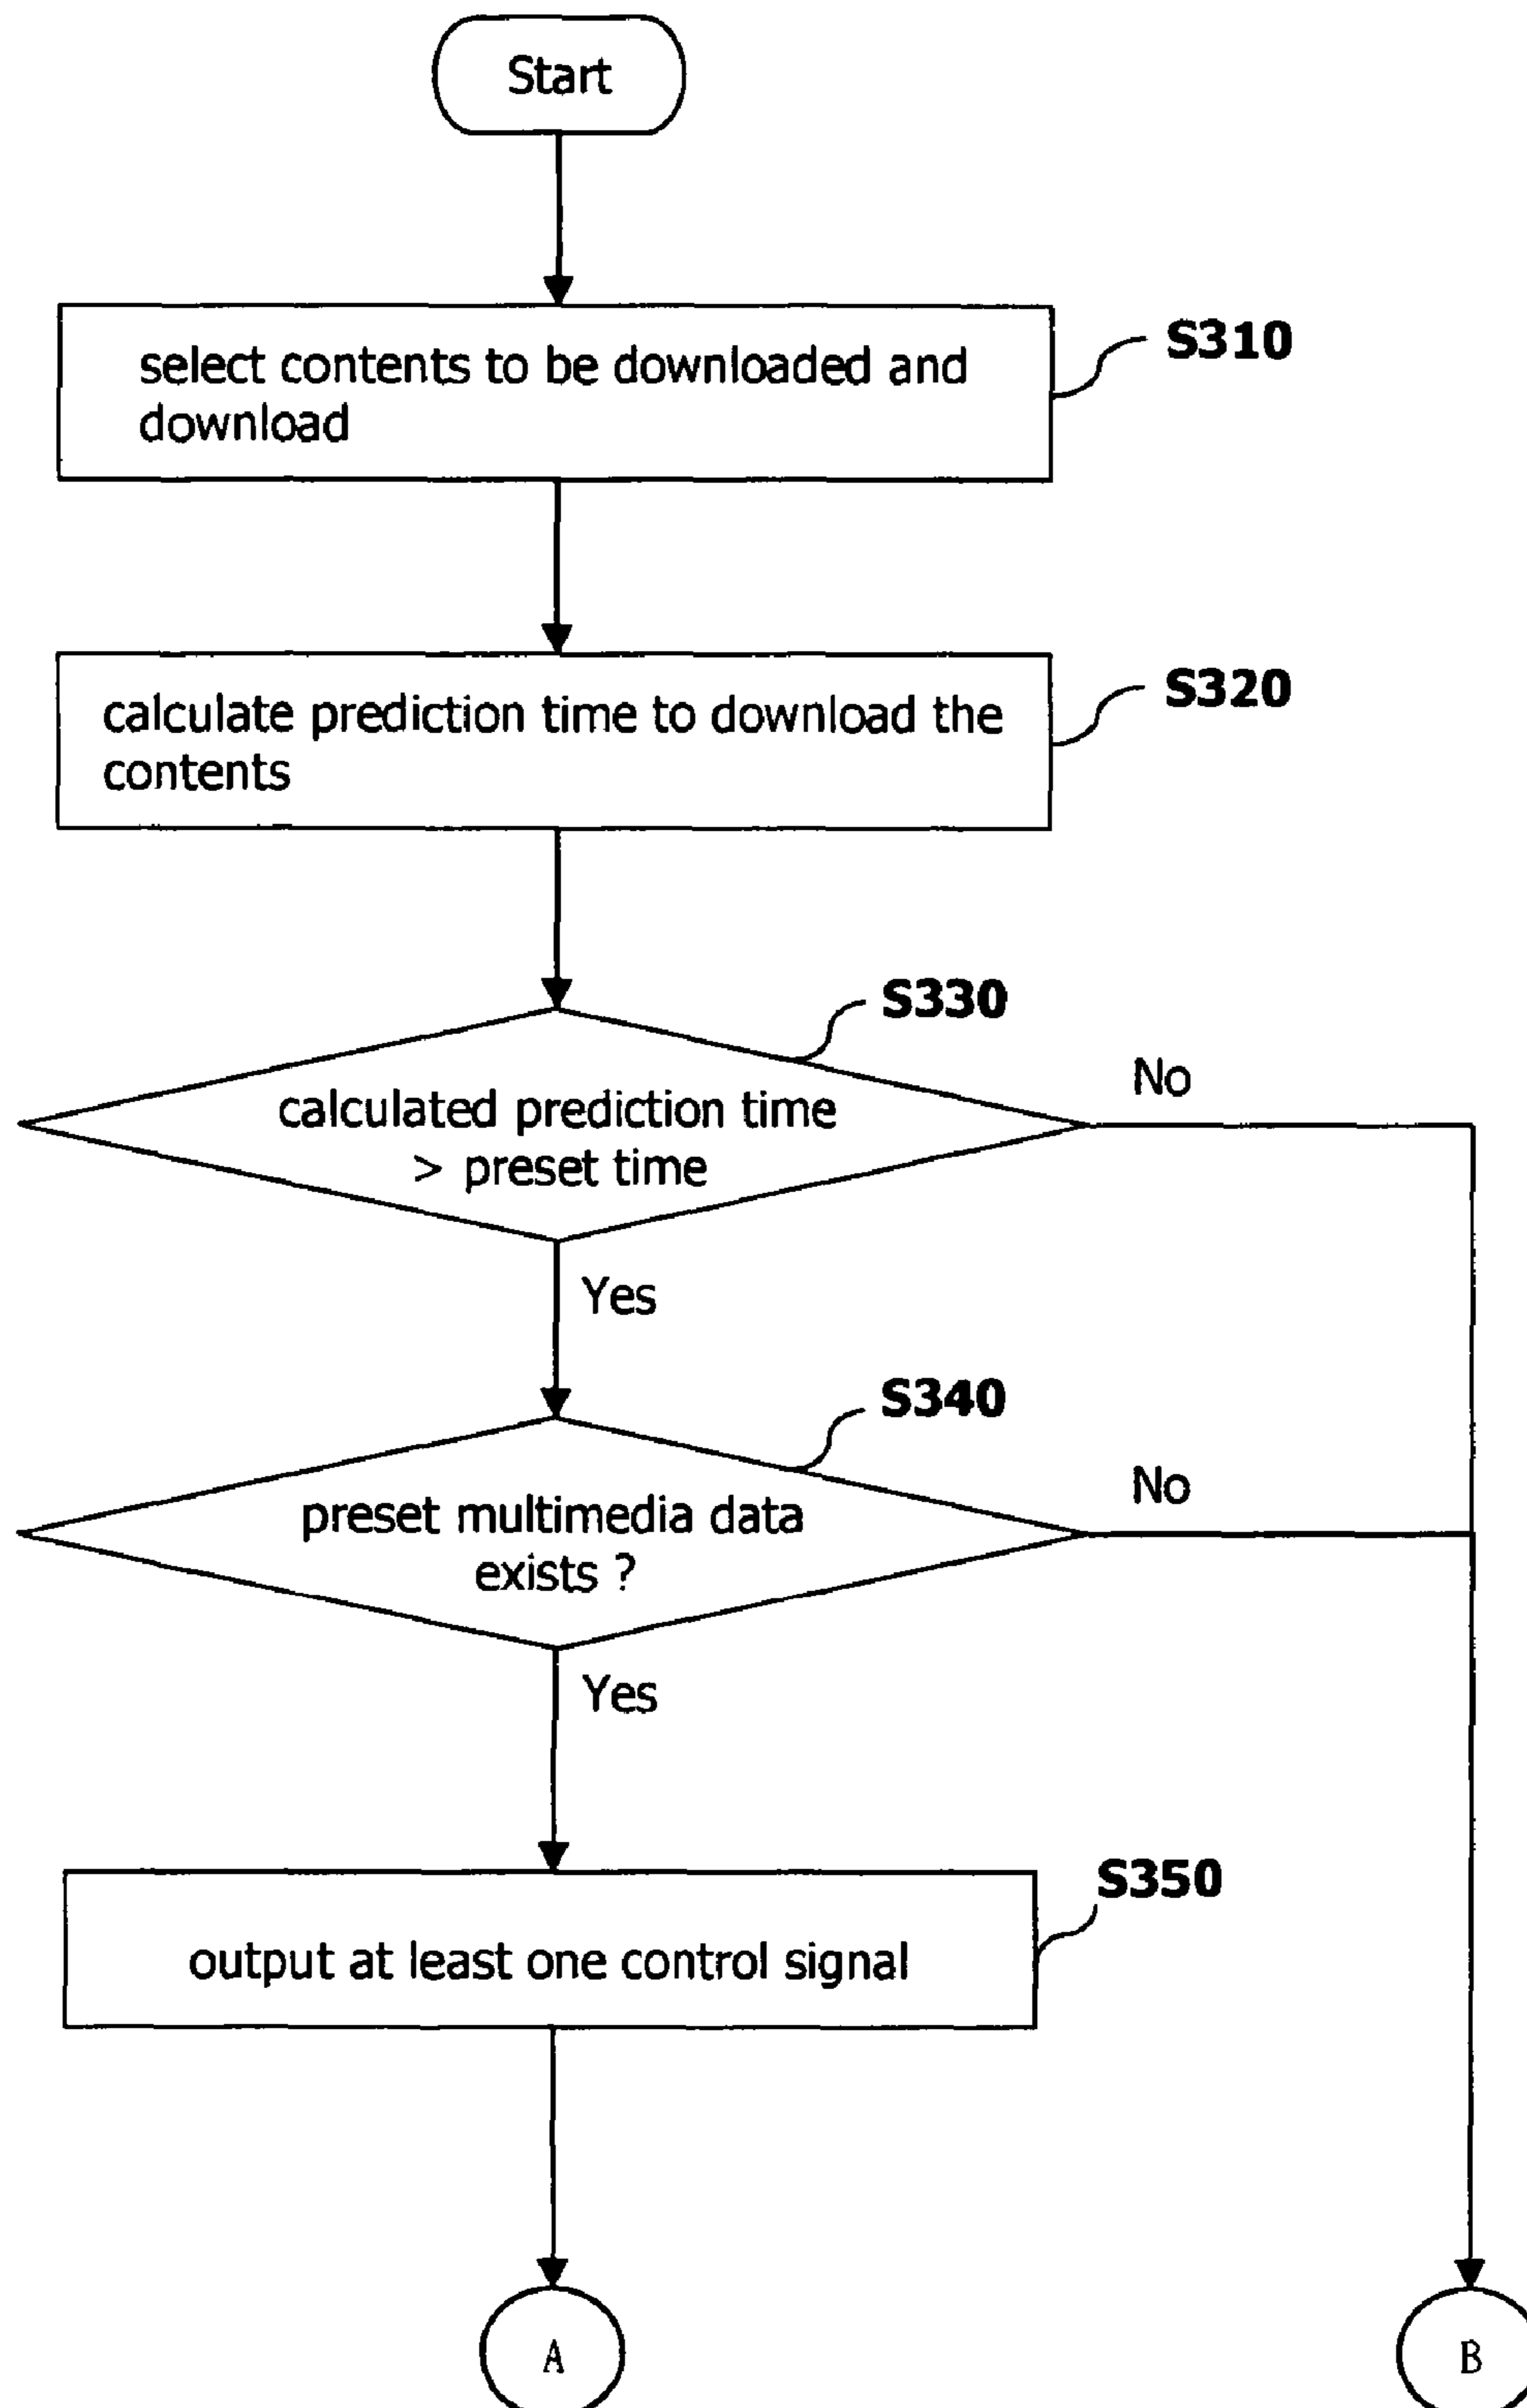 Start
select contents to be downloaded and
download
S310
calculate prediction time to download the
contents
S320
S330
calculated prediction time
> preset time
No
Yes
S340
preset multimedia data
exists ?
No
Yes
S350
output at least one control signal
A
B